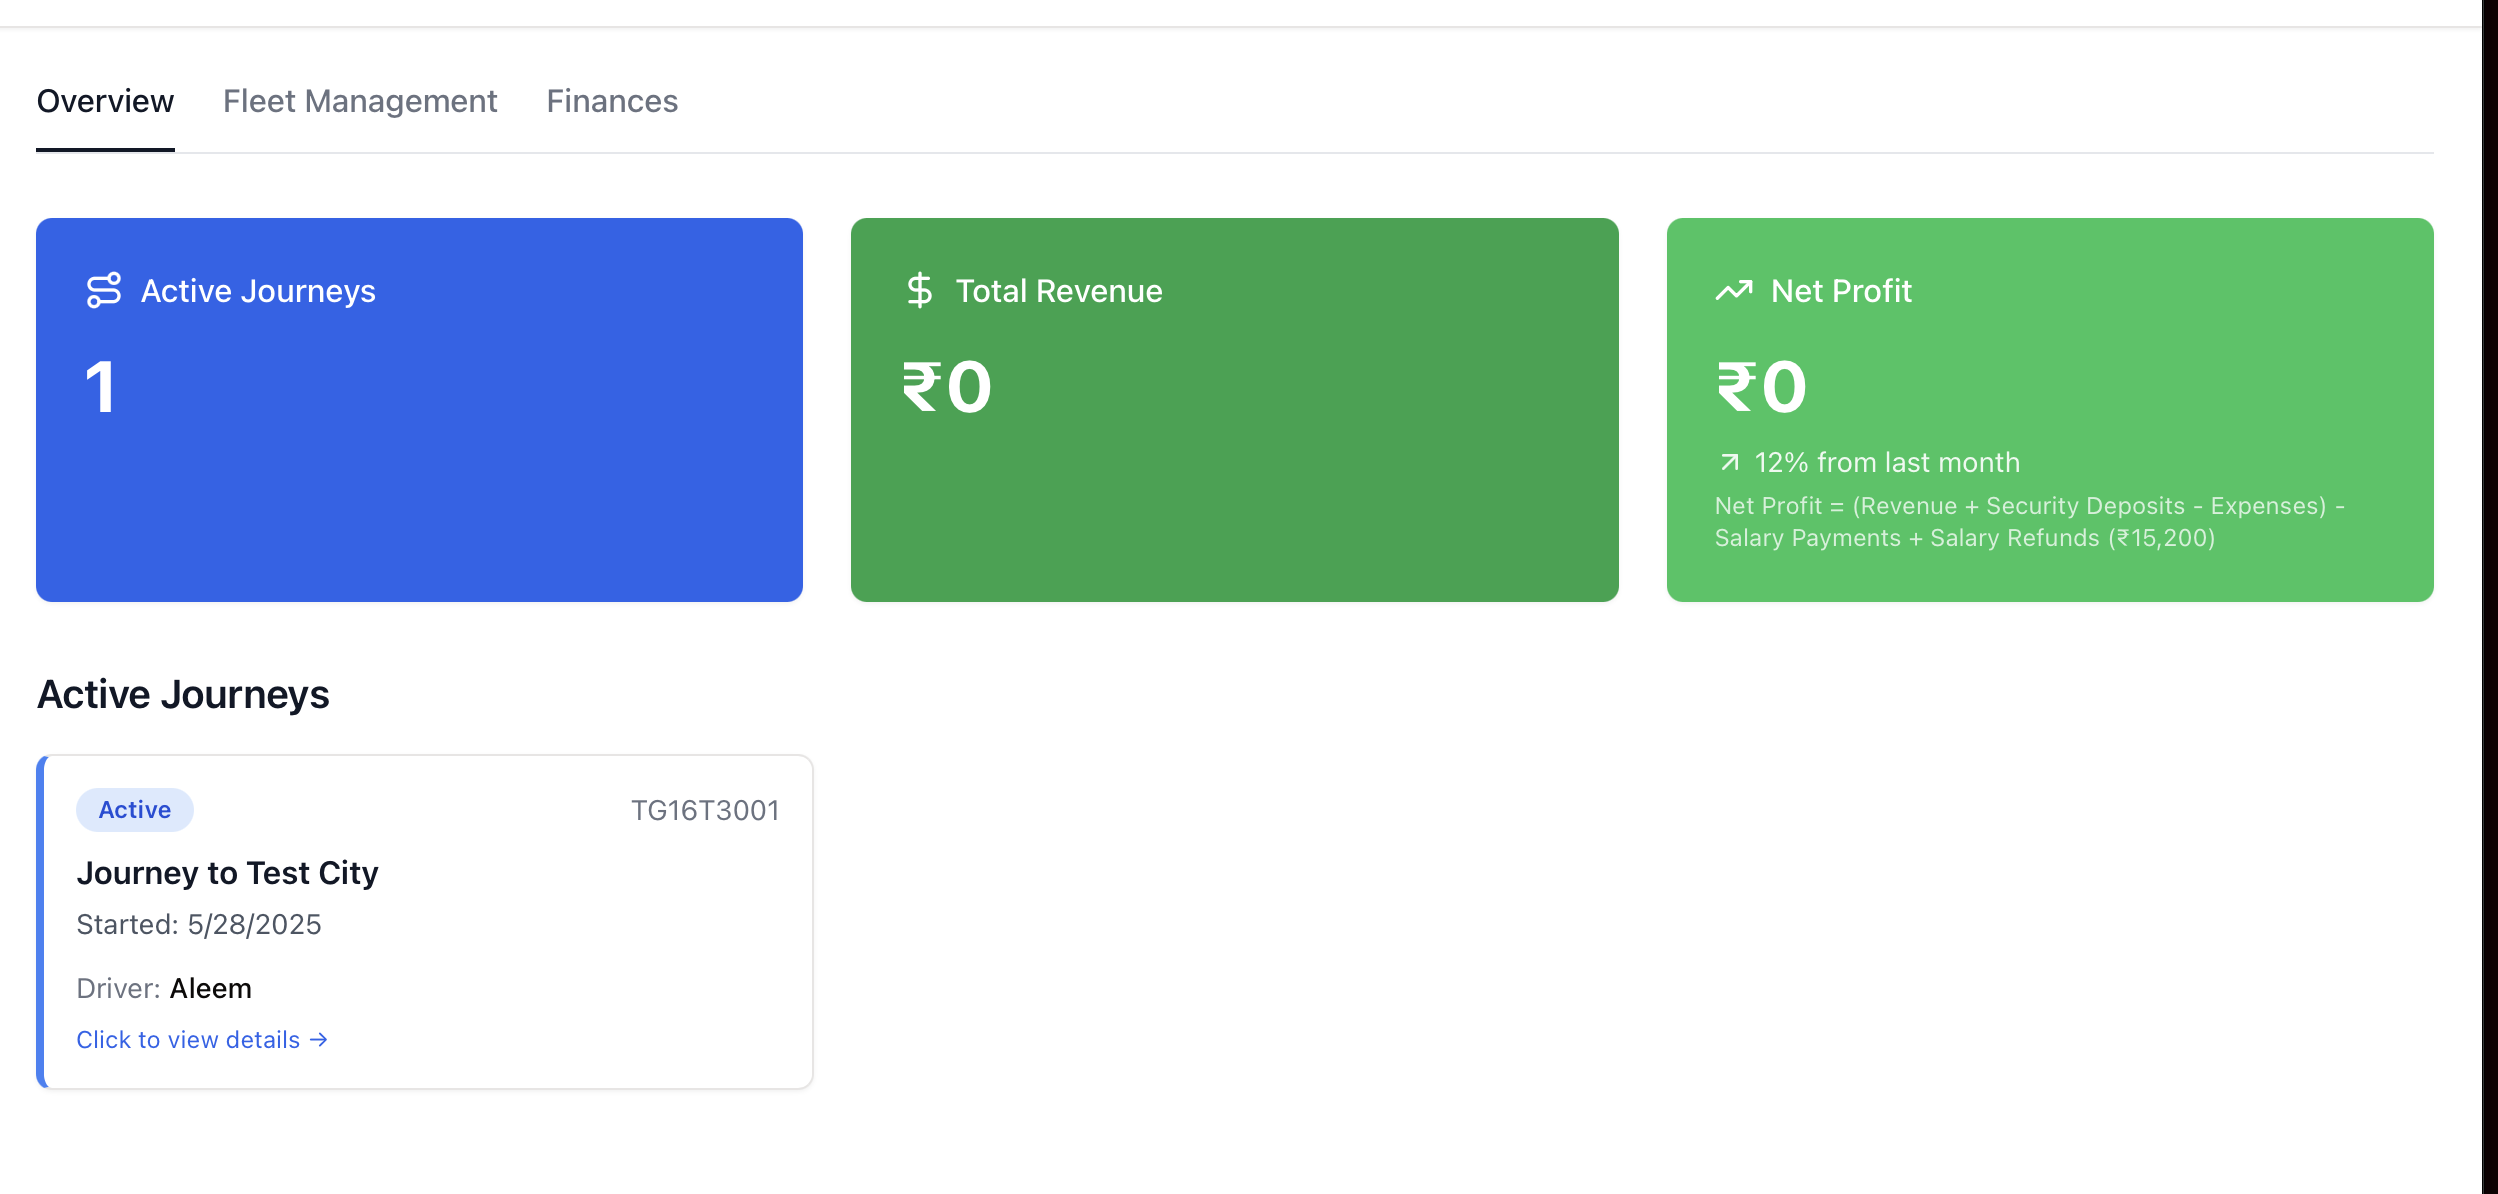 Overview
Fleet Management
Finances
Active Journeys
1
Total Revenue
₹0
Net Profit
₹0
12% from last month
Net Profit = (Revenue + Security Deposits - Expenses) -
Salary Payments + Salary Refunds (₹15,200)
Active Journeys
Active
TG16T3001
Journey to Test City
Started: 5/28/2025
Driver: Aleem
Click to view details →